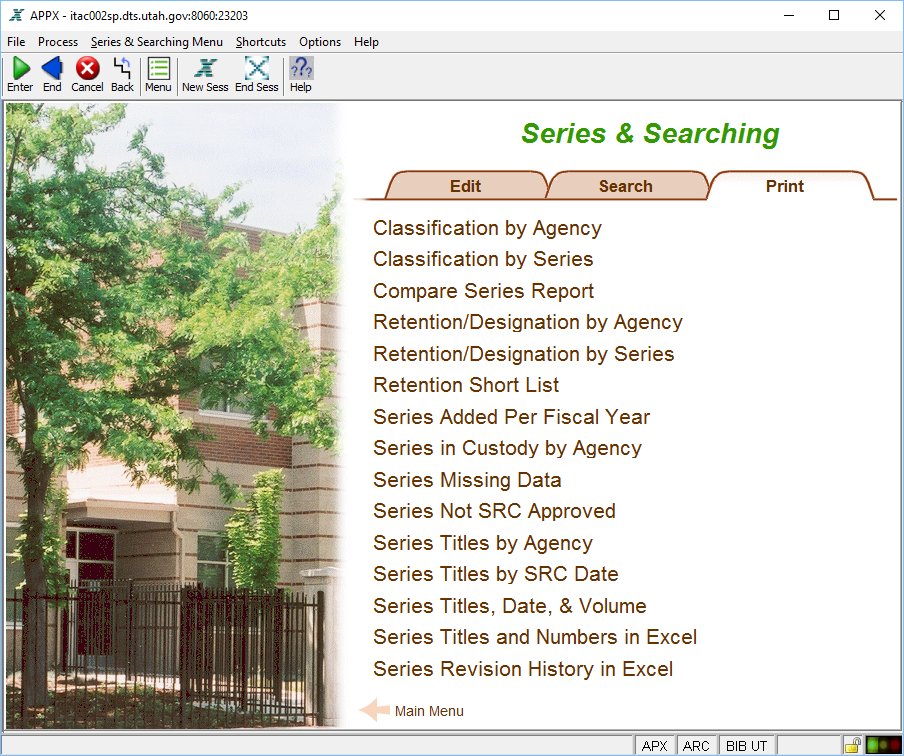 APPX - itac002sp.dts.utah.gov:8060:23203
File Process Series & Searching Menu Shortcuts Options Help
Enter End Cancel Back Menu New Sess End Sess Help
Series & Searching
Edit Search Print
Classification by Agency
Classification by Series
Compare Series Report
Retention/Designation by Agency
Retention/Designation by Series
Retention Short List
Series Added Per Fiscal Year
Series in Custody by Agency
Series Missing Data
Series Not SRC Approved
Series Titles by Agency
Series Titles by SRC Date
Series Titles, Date, & Volume
Series Titles and Numbers in Excel
Series Revision History in Excel
Main Menu
APX ARC BIB UT